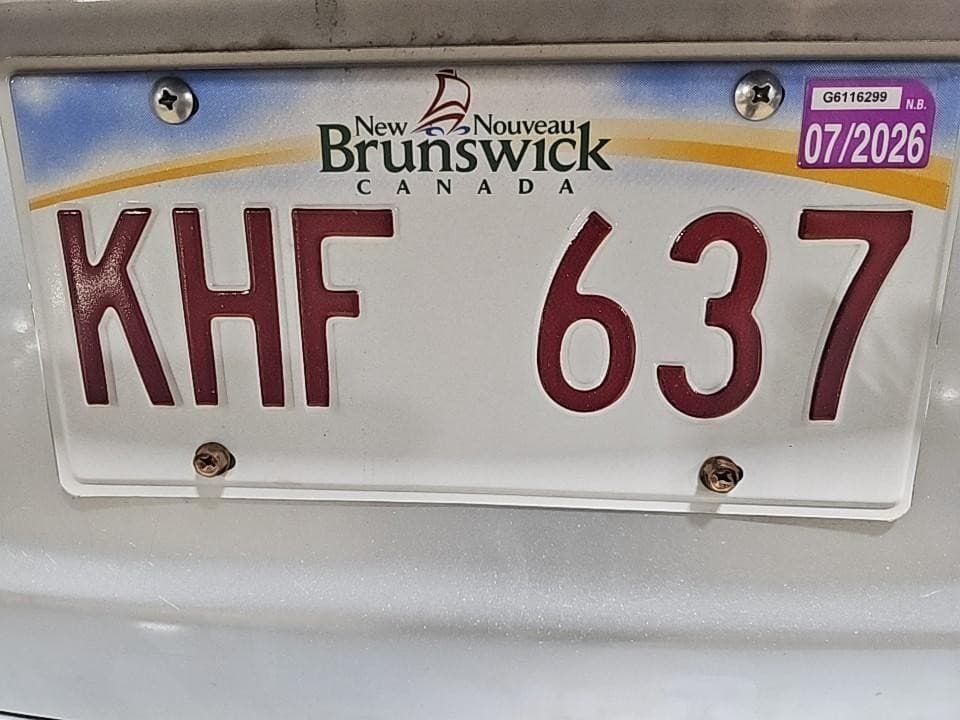 New Nouveau
Brunswick
CANADA
G6116299
N.B.
07/2026
KHF 637